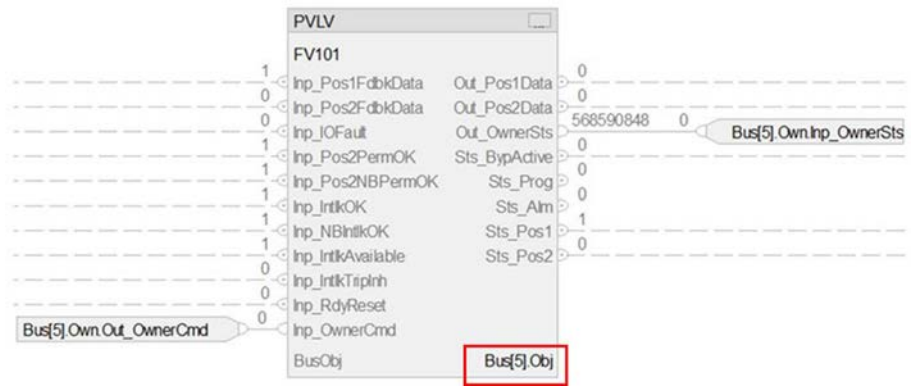 PVLV
...
FV101
1 Inp_Pos1FdbkData Out_Pos1Data 0
0 Inp_Pos2FdbkData Out_Pos2Data 0
0 Inp_IOFault Out_OwnerSts 568590848 0 Bus[5].Own.Inp_OwnerSts
1 Inp_Pos2PermOK Sts_BypActive 0
1 Inp_Pos2NBPermOK Sts_Prog 0
1 Inp_IntlkOK Sts_Alm 0
1 Inp_NBIntlkOK Sts_Pos1 1
1 Inp_IntlkAvailable Sts_Pos2 0
0 Inp_IntlkTripInh
0 Inp_RdyReset
Bus[5].Own.Out_OwnerCmd 0 Inp_OwnerCmd
BusObj Bus[5].Obj